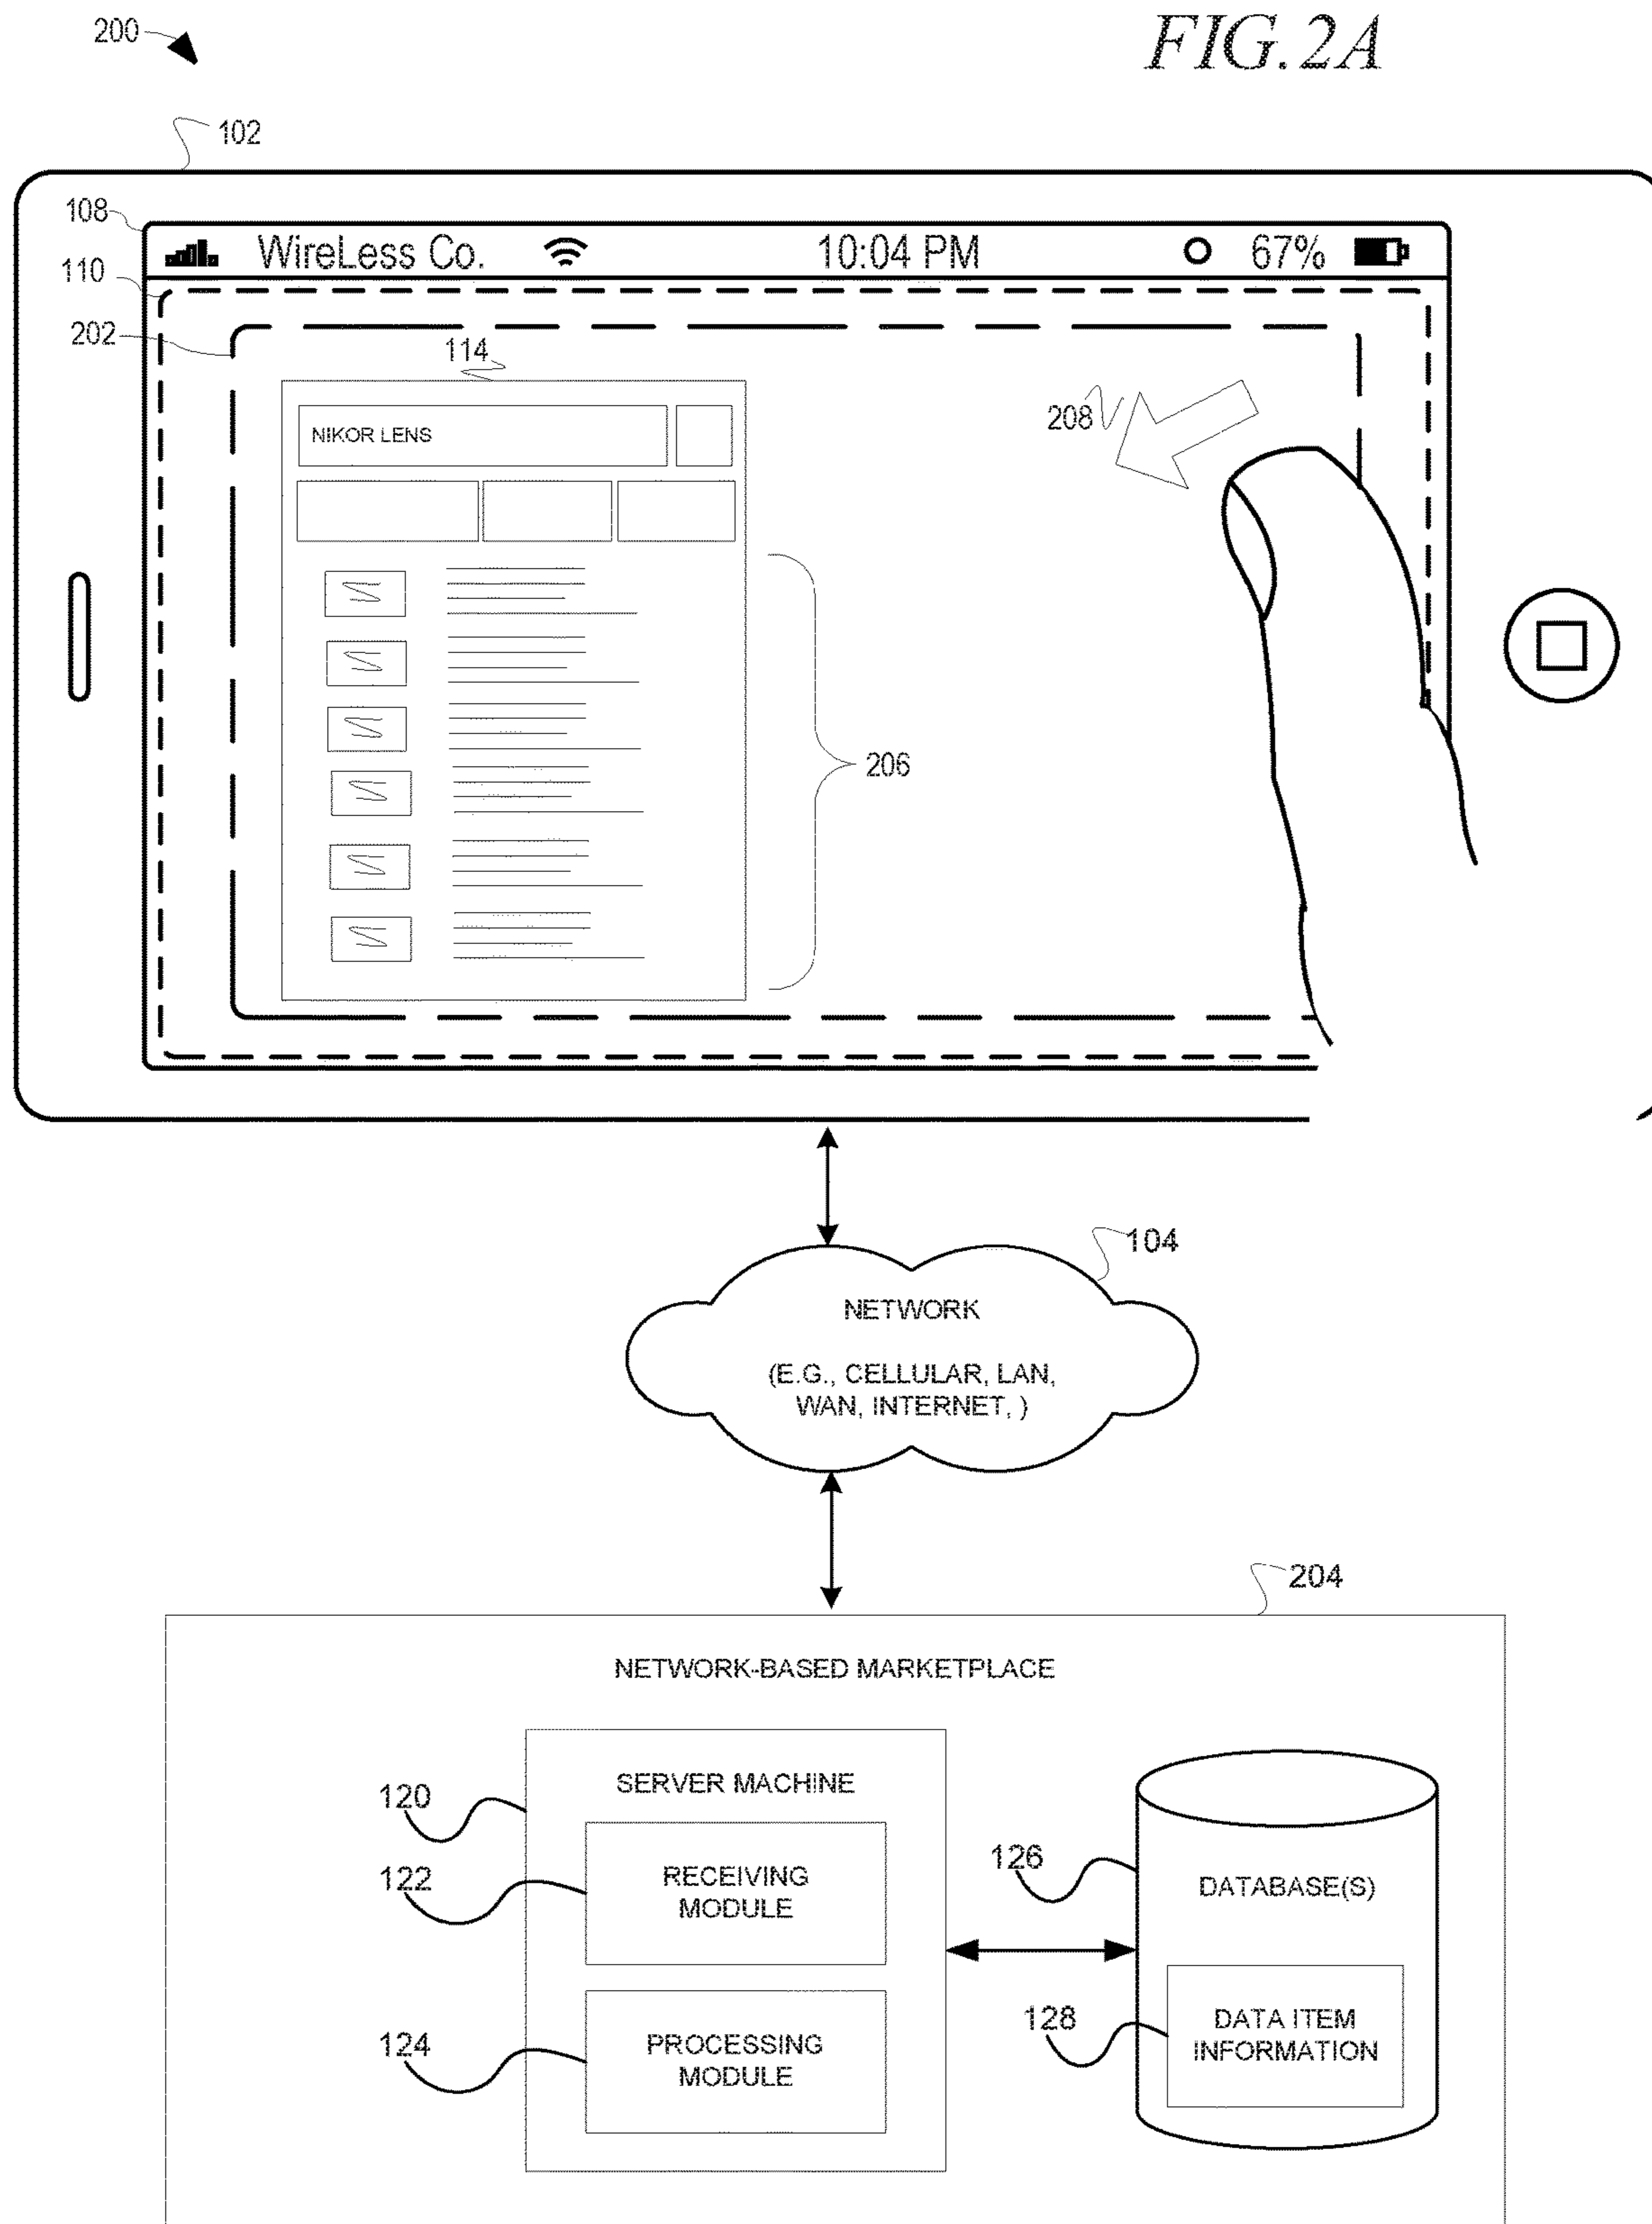 200
FIG. 2A
102
108
WireLess Co. 10:04 PM 67%
110
202
114
208
NIKOR LENS
206
104
NETWORK
(E.G., CELLULAR, LAN,
WAN, INTERNET, )
204
NETWORK-BASED MARKETPLACE
SERVER MACHINE
120
122
RECEIVING
MODULE
124
PROCESSING
MODULE
126
DATABASE(S)
128
DATA ITEM
INFORMATION